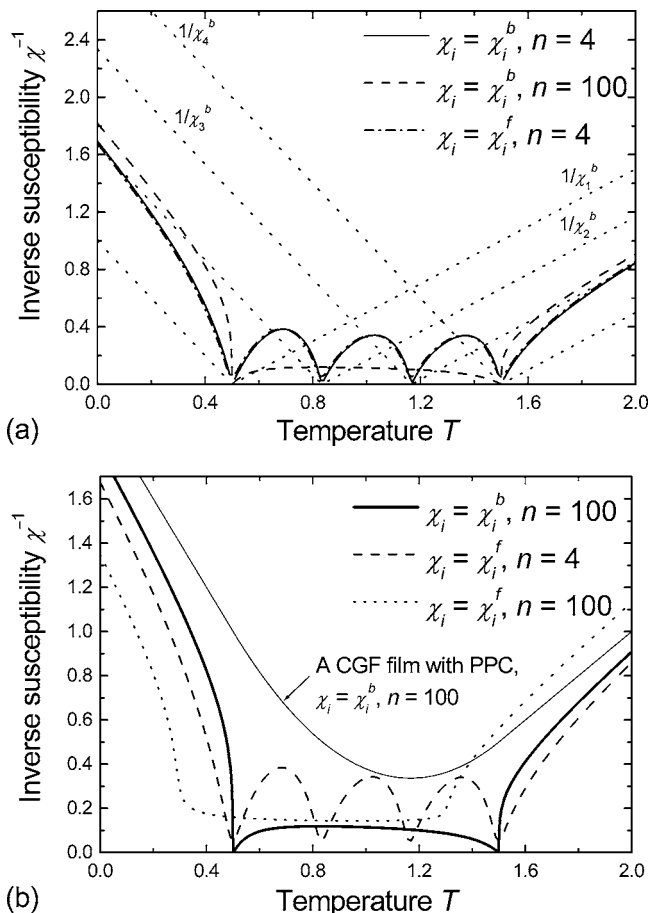 Inverse susceptibility χ⁻¹
2.4
2.0
1.6
1.2
0.8
0.4
0.0
1/χ₄ᵇ
1/χ₃ᵇ
1/χ₁ᵇ
1/χ₂ᵇ
χᵢ = χᵢᵇ, n = 4
χᵢ = χᵢᵇ, n = 100
χᵢ = χᵢᶠ, n = 4
0.0 0.4 0.8 1.2 1.6 2.0
(a) Temperature T
Inverse susceptibility χ⁻¹
1.6
1.4
1.2
1.0
0.8
0.6
0.4
0.2
0.0
χᵢ = χᵢᵇ, n = 100
χᵢ = χᵢᶠ, n = 4
χᵢ = χᵢᶠ, n = 100
A CGF film with PPC,
χᵢ = χᵢᵇ, n = 100
0.0 0.4 0.8 1.2 1.6 2.0
(b) Temperature T